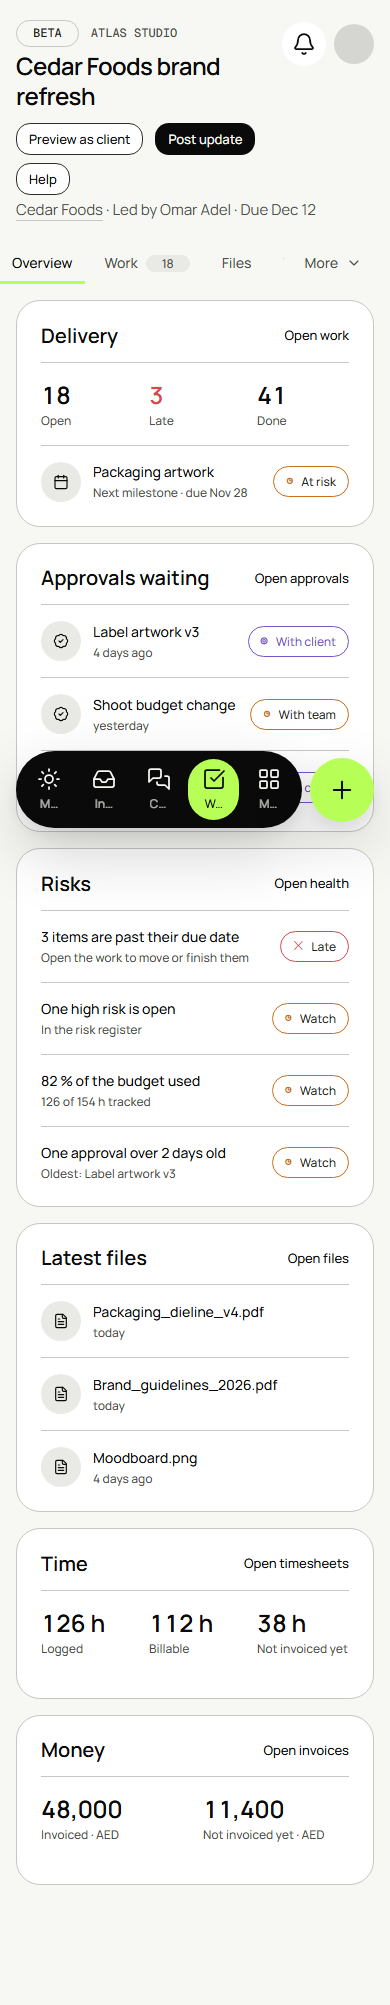 BETA ATLAS STUDIO
Cedar Foods brand
refresh
Preview as client Post update
Help
Cedar Foods · Led by Omar Adel · Due Dec 12
Overview Work 18 Files More
Delivery Open work
18 3 41
Open Late Done
Packaging artwork
Next milestone · due Nov 28
At risk
Approvals waiting Open approvals
Label artwork v3
4 days ago
With client
Shoot budget change
yesterday
With team
M... In... C... W... M...
Risks Open health
3 items are past their due date
Open the work to move or finish them
Late
One high risk is open
In the risk register
Watch
82 % of the budget used
126 of 154 h tracked
Watch
One approval over 2 days old
Oldest: Label artwork v3
Watch
Latest files Open files
Packaging_dieline_v4.pdf
today
Brand_guidelines_2026.pdf
today
Moodboard.png
4 days ago
Time Open timesheets
126 h 112 h 38 h
Logged Billable Not invoiced yet
Money Open invoices
48,000 11,400
Invoiced · AED Not invoiced yet · AED